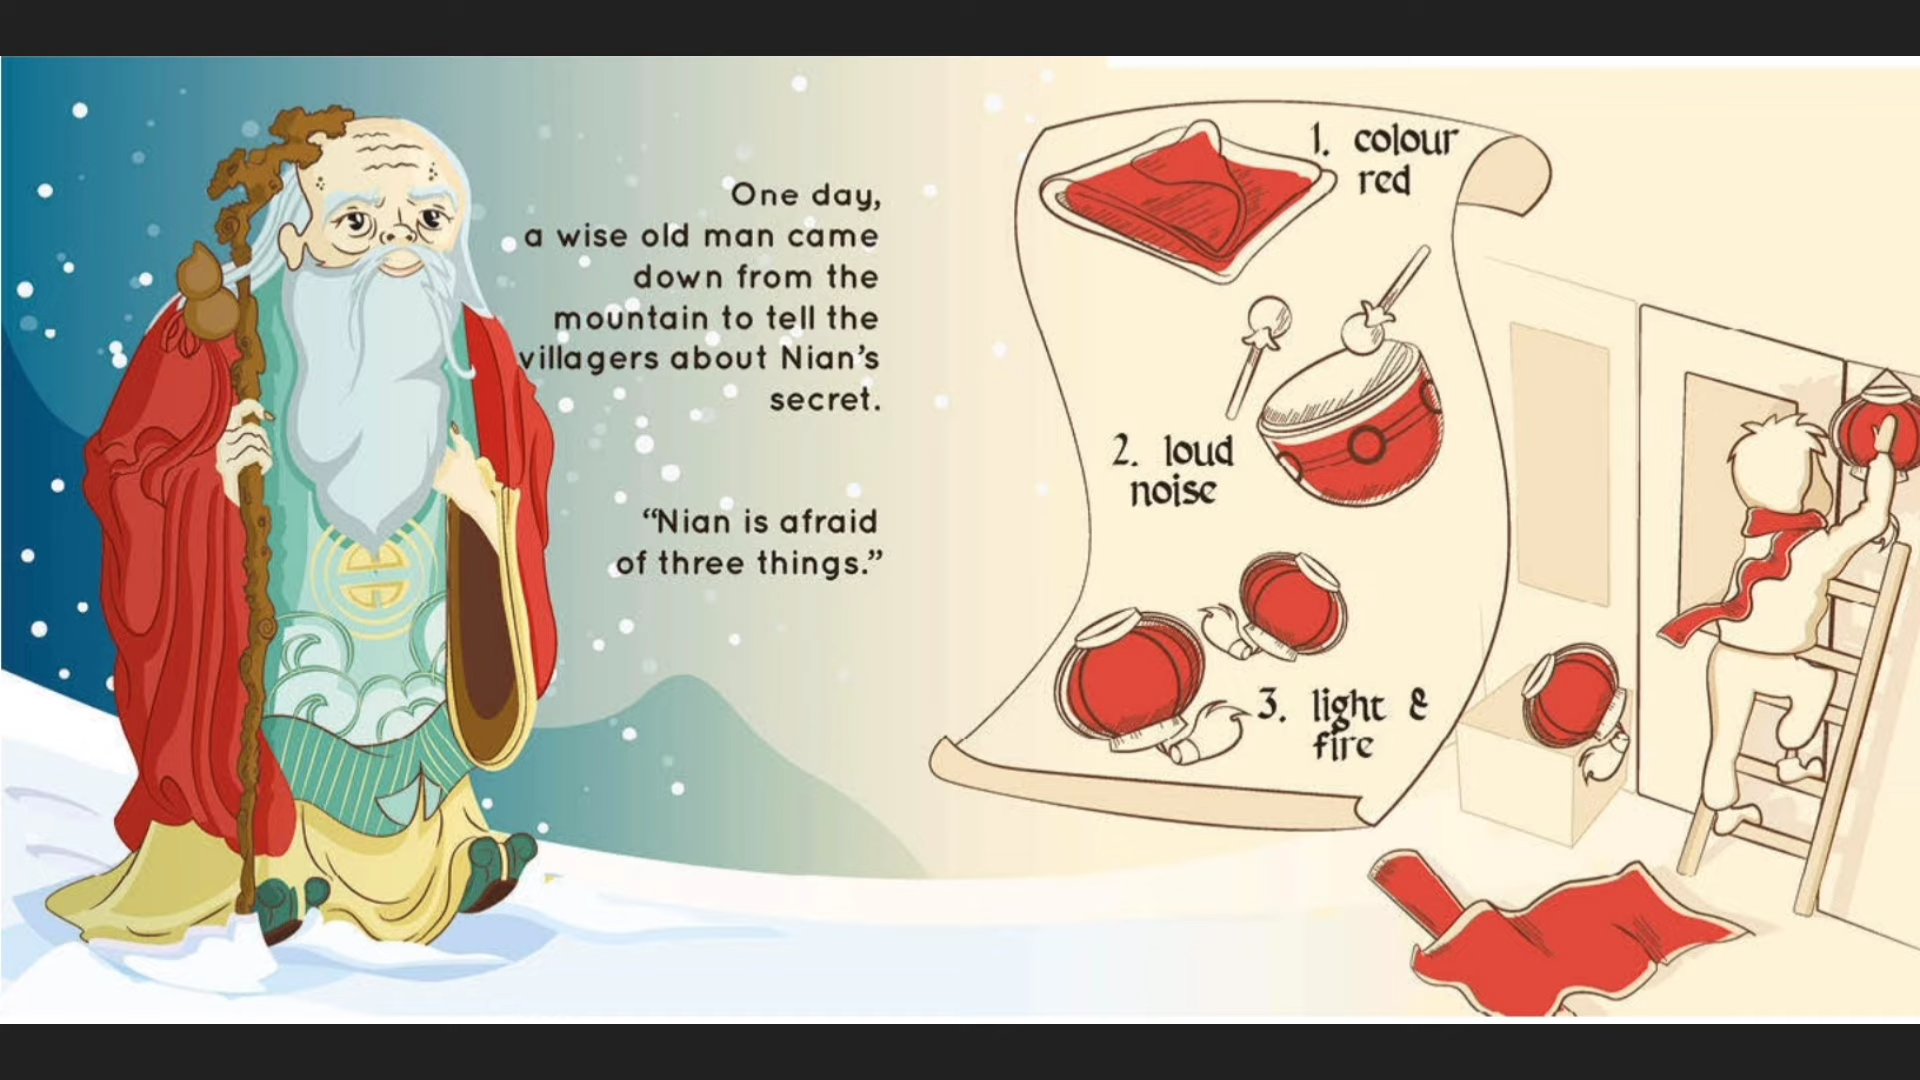 One day,
a wise old man came
down from the
mountain to tell the
villagers about Nian’s
secret.
“Nian is afraid
of three things.”
1. colour
red
2. loud
noise
3. light &
fire